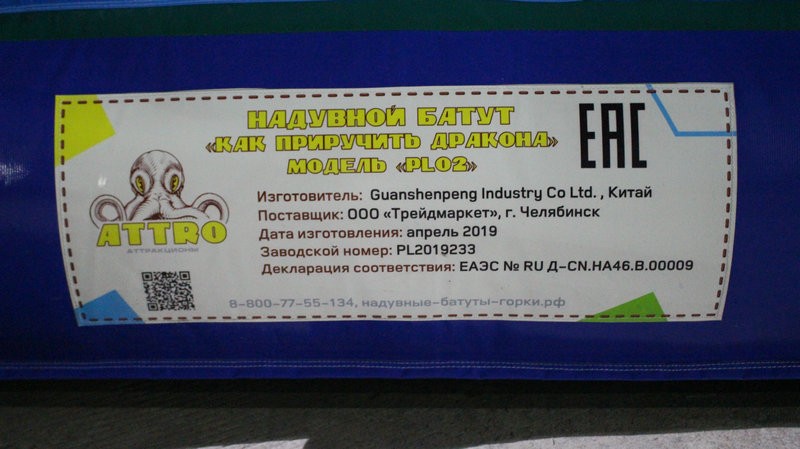 НАДУВНОЙ БАТУТ
«КАК ПРИРУЧИТЬ ДРАКОНА»
МОДЕЛЬ «PL02»
EAC
Изготовитель: Guanshenpeng Industry Co Ltd. , Китай
Поставщик: ООО «Трейдмаркет», г. Челябинск
Дата изготовления: апрель 2019
Заводской номер: PL2019233
Декларация соответствия: ЕАЭС № RU Д-CN.НА46.В.00009
ATTRO
АТТРАКЦИОНЫ
8-800-77-55-134, надувные-батуты-горки.рф